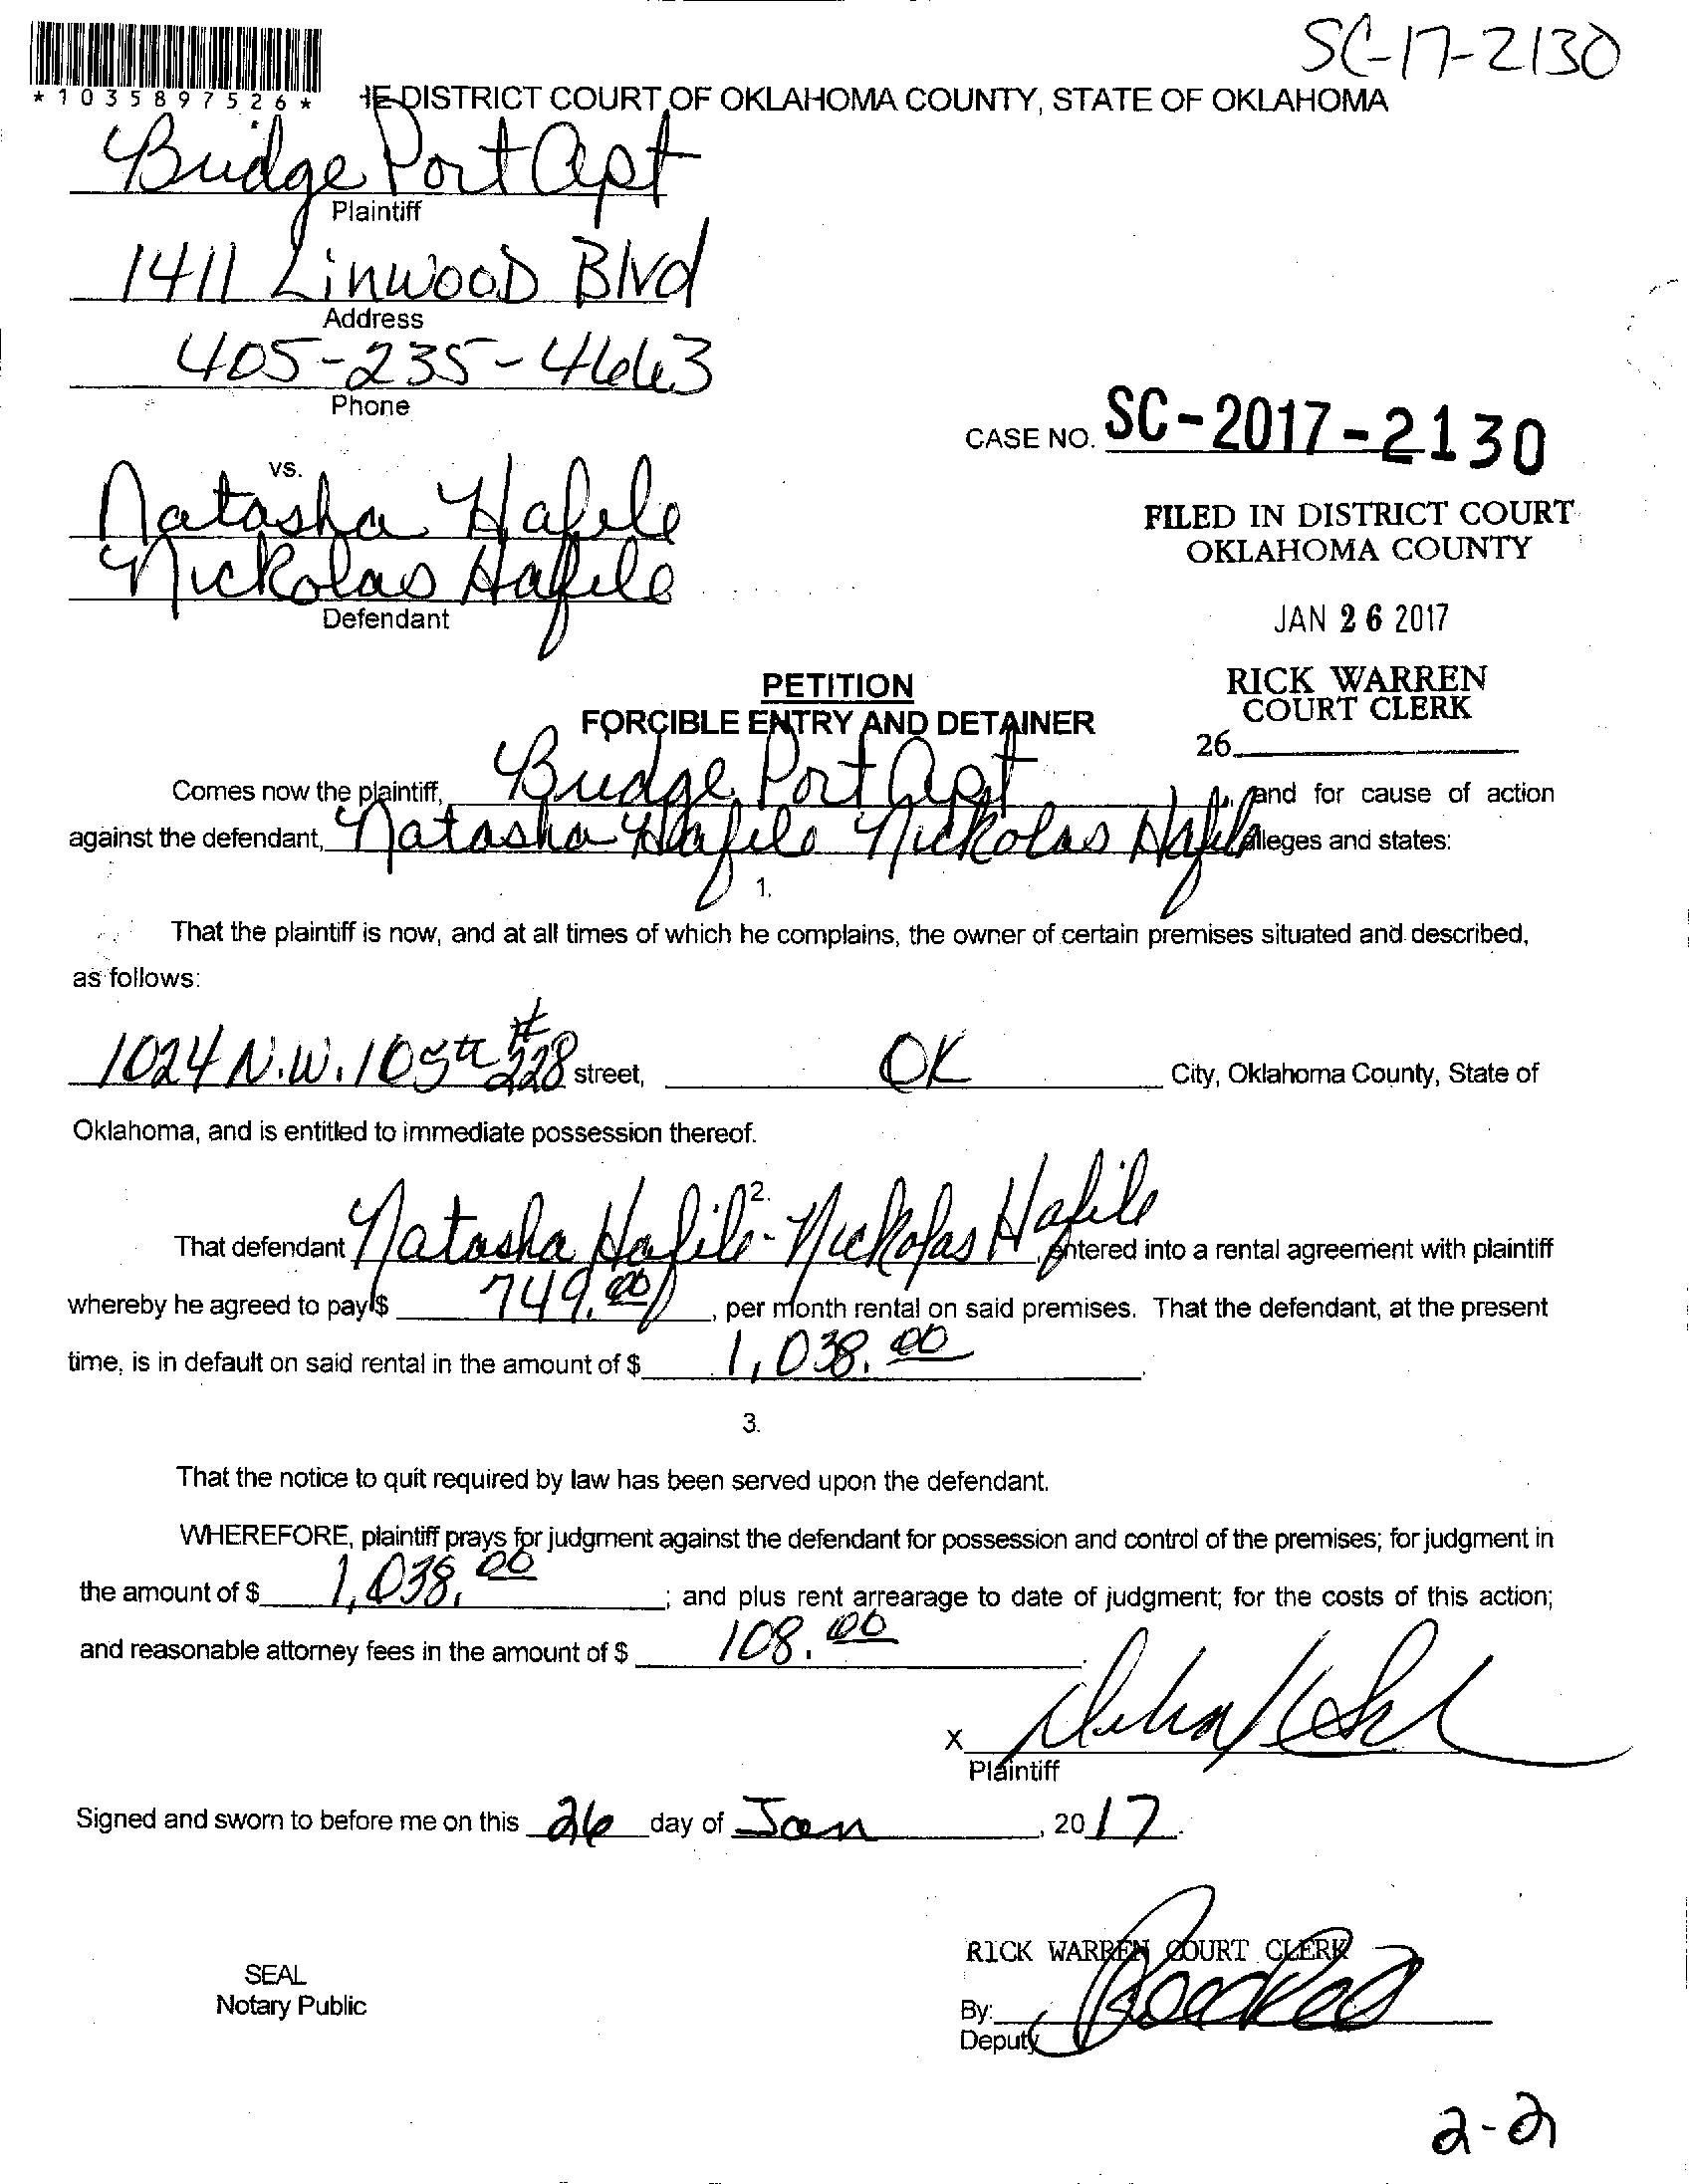 SC-17-2130
*1035897526*
HE DISTRICT COURT OF OKLAHOMA COUNTY, STATE OF OKLAHOMA
Budge Port Apt
Plaintiff
1411 Linwood Blvd
Address
405-235-4663
Phone
CASE NO. SC-2017-2130
vs.
Natasha Hafele
Nickolas Hafele
Defendant
FILED IN DISTRICT COURT
OKLAHOMA COUNTY
JAN 26 2017
RICK WARREN
COURT CLERK
26
PETITION
FORCIBLE ENTRY AND DETAINER
Comes now the plaintiff, Budge Port Apt, and for cause of action
against the defendant, Natasha Hafele Nickolas Hafele alleges and states:
1.
That the plaintiff is now, and at all times of which he complains, the owner of certain premises situated and described,
as follows:
1024 N.W. 105th #228 street, OK City, Oklahoma County, State of
Oklahoma, and is entitled to immediate possession thereof.
2.
That defendant Natasha Hafile - Nickolas Hafile, entered into a rental agreement with plaintiff
whereby he agreed to pay $ 749.00, per month rental on said premises. That the defendant, at the present
time, is in default on said rental in the amount of $ 1,038.00.
3.
That the notice to quit required by law has been served upon the defendant.
WHEREFORE, plaintiff prays for judgment against the defendant for possession and control of the premises; for judgment in
the amount of $ 1,038.00; and plus rent arrearage to date of judgment; for the costs of this action;
and reasonable attorney fees in the amount of $ 108.00.
X
Plaintiff
Signed and sworn to before me on this 26 day of Jan, 2017.
RICK WARREN COURT CLERK
SEAL
Notary Public
By:
Deputy
2-2